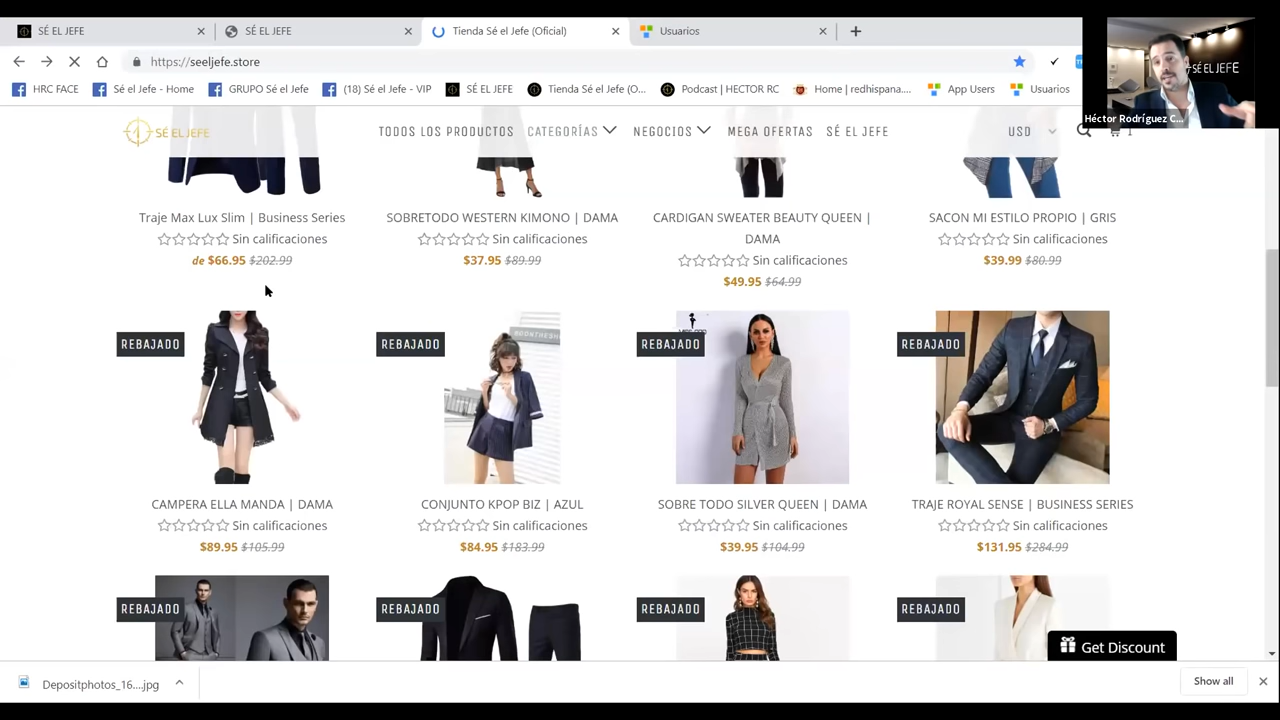 SÉ EL JEFE
SÉ EL JEFE
Tienda Sé el Jefe (Oficial)
Usuarios
https://seeljefe.store
SÉ EL JEFE
Héctor Rodríguez C...
HRC FACE
Sé el Jefe - Home
GRUPO Sé el Jefe
(18) Sé el Jefe - VIP
SÉ EL JEFE
Tienda Sé el Jefe (O...
Podcast | HECTOR RC
Home | redhispana....
App Users
Usuarios
SÉ EL JEFE
TODOS LOS PRODUCTOS
CATEGORÍAS
NEGOCIOS
MEGA OFERTAS
SÉ EL JEFE
USD
1
Traje Max Lux Slim | Business Series
Sin calificaciones
de $66.95 $202.99
SOBRETODO WESTERN KIMONO | DAMA
Sin calificaciones
$37.95 $89.99
CARDIGAN SWEATER BEAUTY QUEEN |
DAMA
Sin calificaciones
$49.95 $64.99
SACON MI ESTILO PROPIO | GRIS
Sin calificaciones
$39.99 $80.99
REBAJADO
REBAJADO
REBAJADO
REBAJADO
CAMPERA ELLA MANDA | DAMA
Sin calificaciones
$89.95 $105.99
CONJUNTO KPOP BIZ | AZUL
Sin calificaciones
$84.95 $183.99
SOBRE TODO SILVER QUEEN | DAMA
Sin calificaciones
$39.95 $104.99
TRAJE ROYAL SENSE | BUSINESS SERIES
Sin calificaciones
$131.95 $284.99
REBAJADO
REBAJADO
REBAJADO
REBAJADO
Get Discount
Depositphotos_16....jpg
Show all